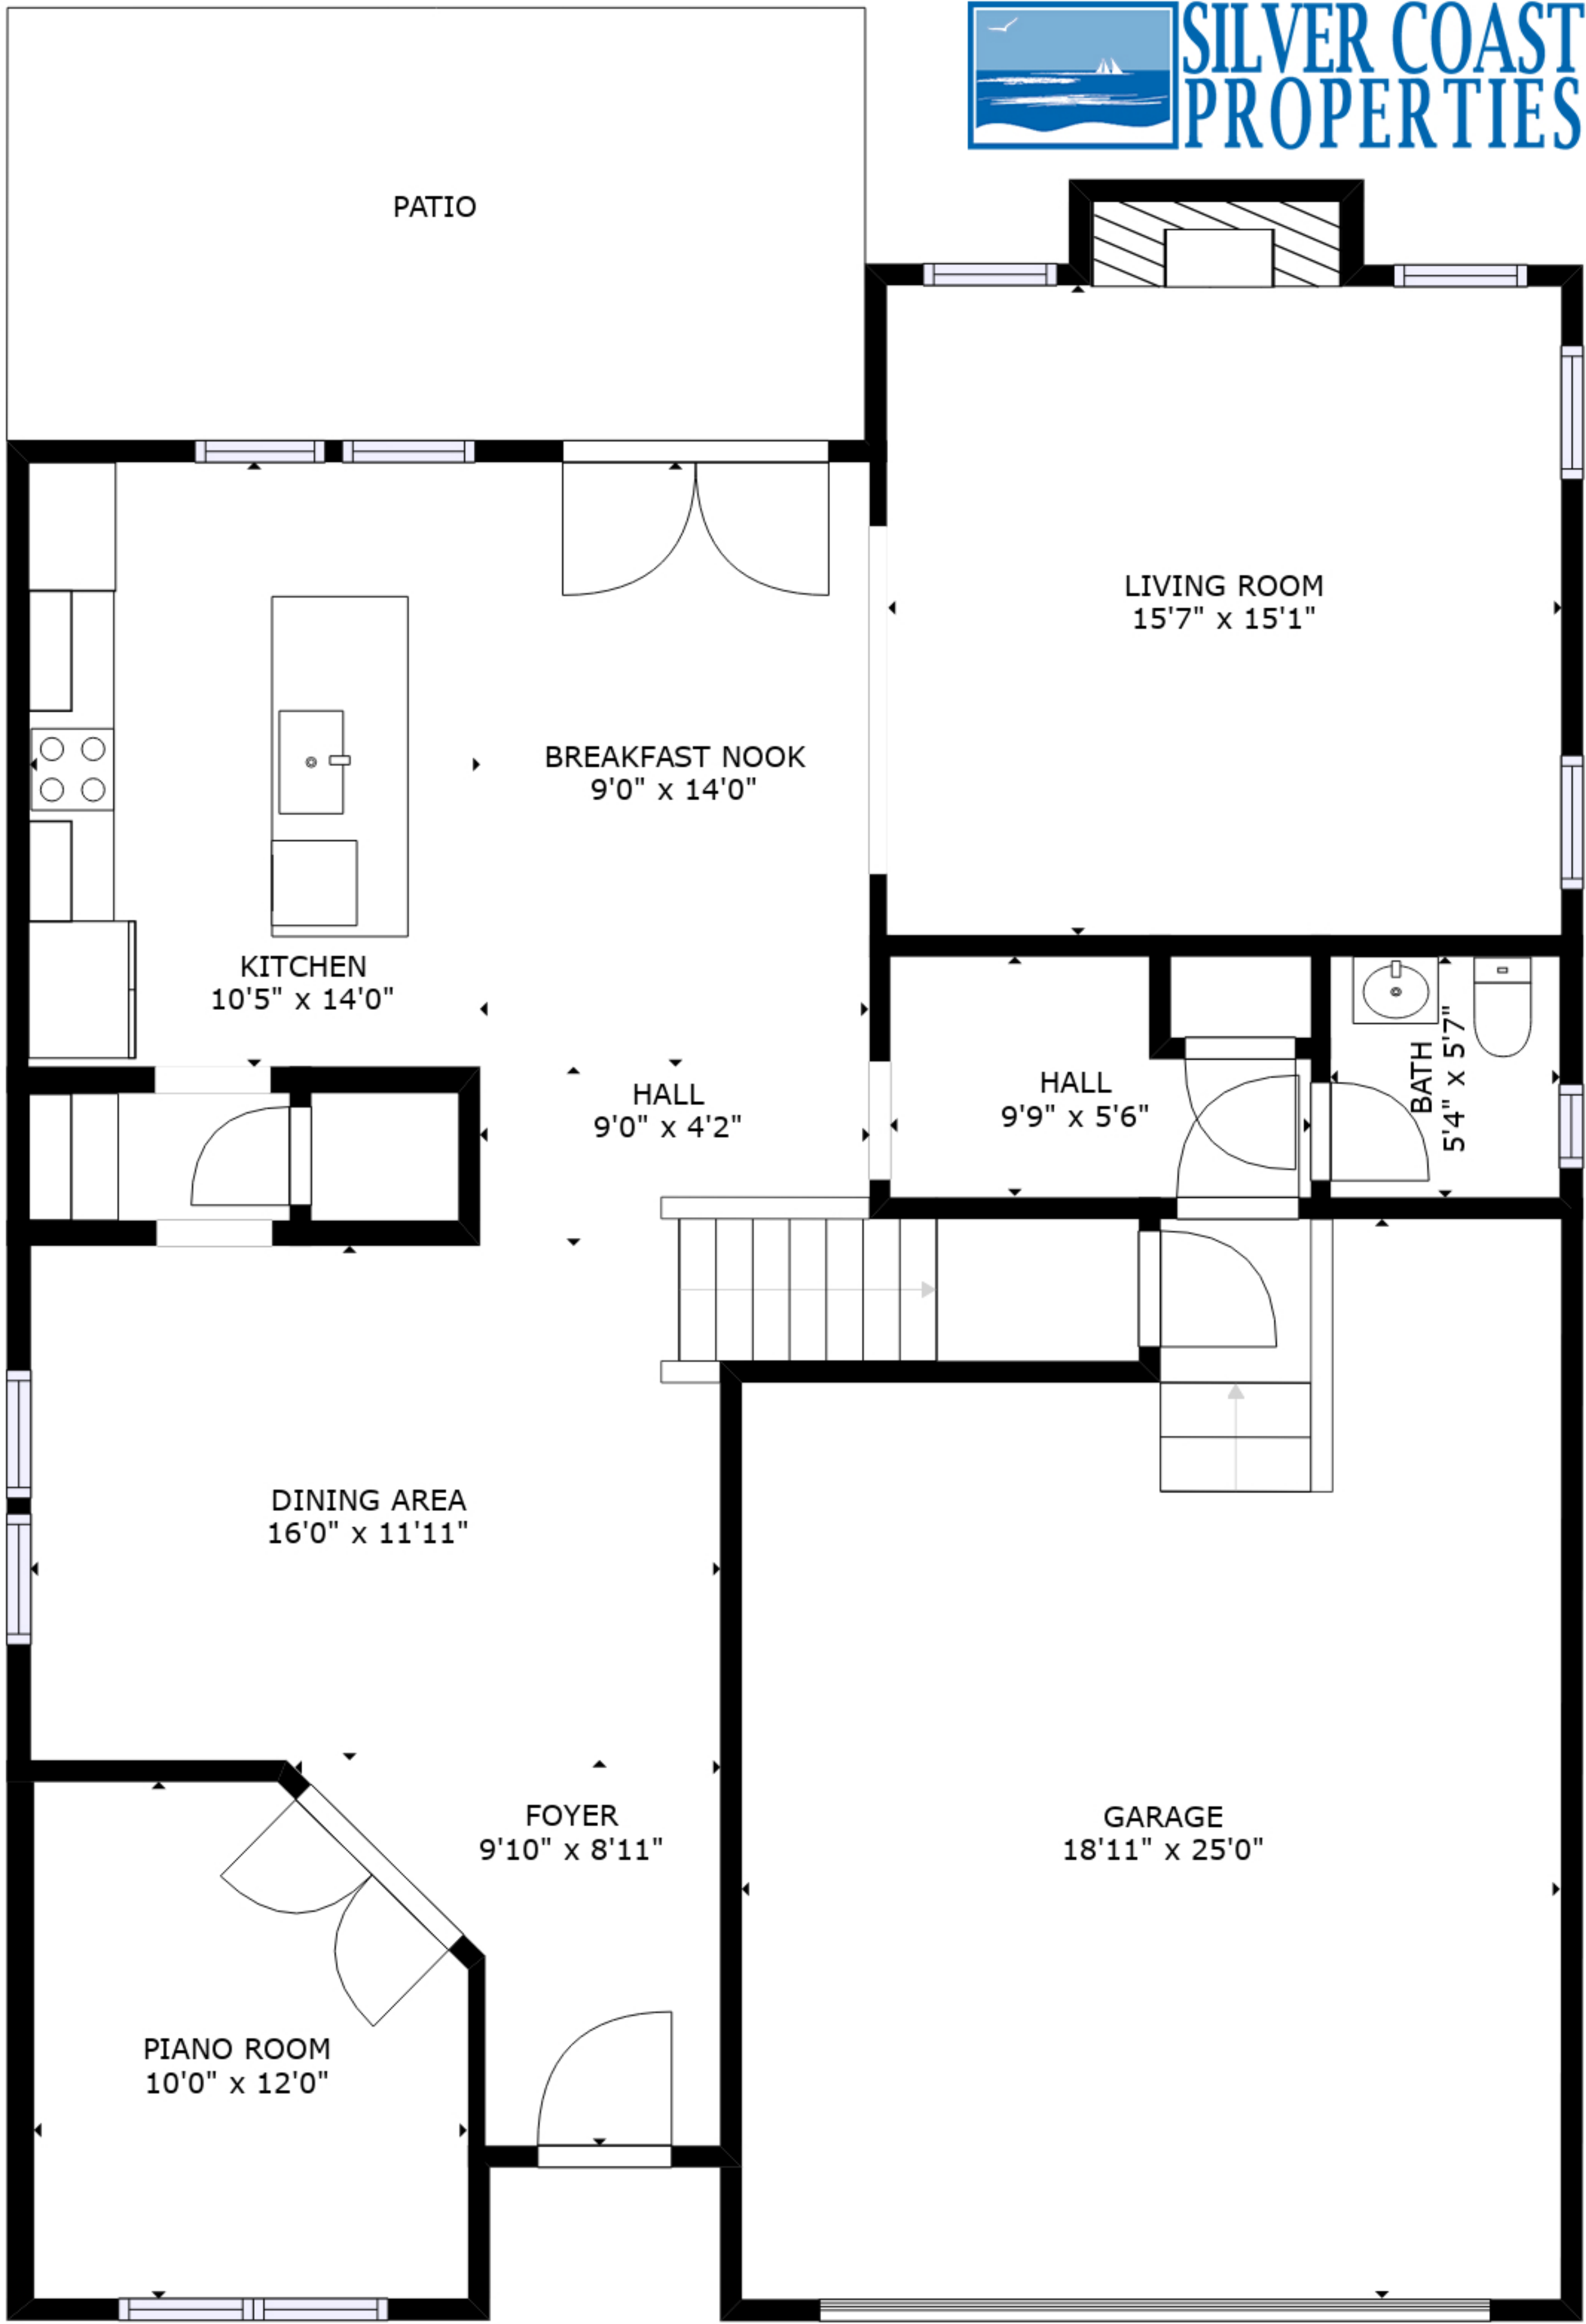 SILVER COAST
PROPERTIES
PATIO
LIVING ROOM
15'7" x 15'1"
BREAKFAST NOOK
9'0" x 14'0"
KITCHEN
10'5" x 14'0"
HALL
9'0" x 4'2"
HALL
9'9" x 5'6"
BATH
5'4" x 5'7"
DINING AREA
16'0" x 11'11"
FOYER
9'10" x 8'11"
GARAGE
18'11" x 25'0"
PIANO ROOM
10'0" x 12'0"